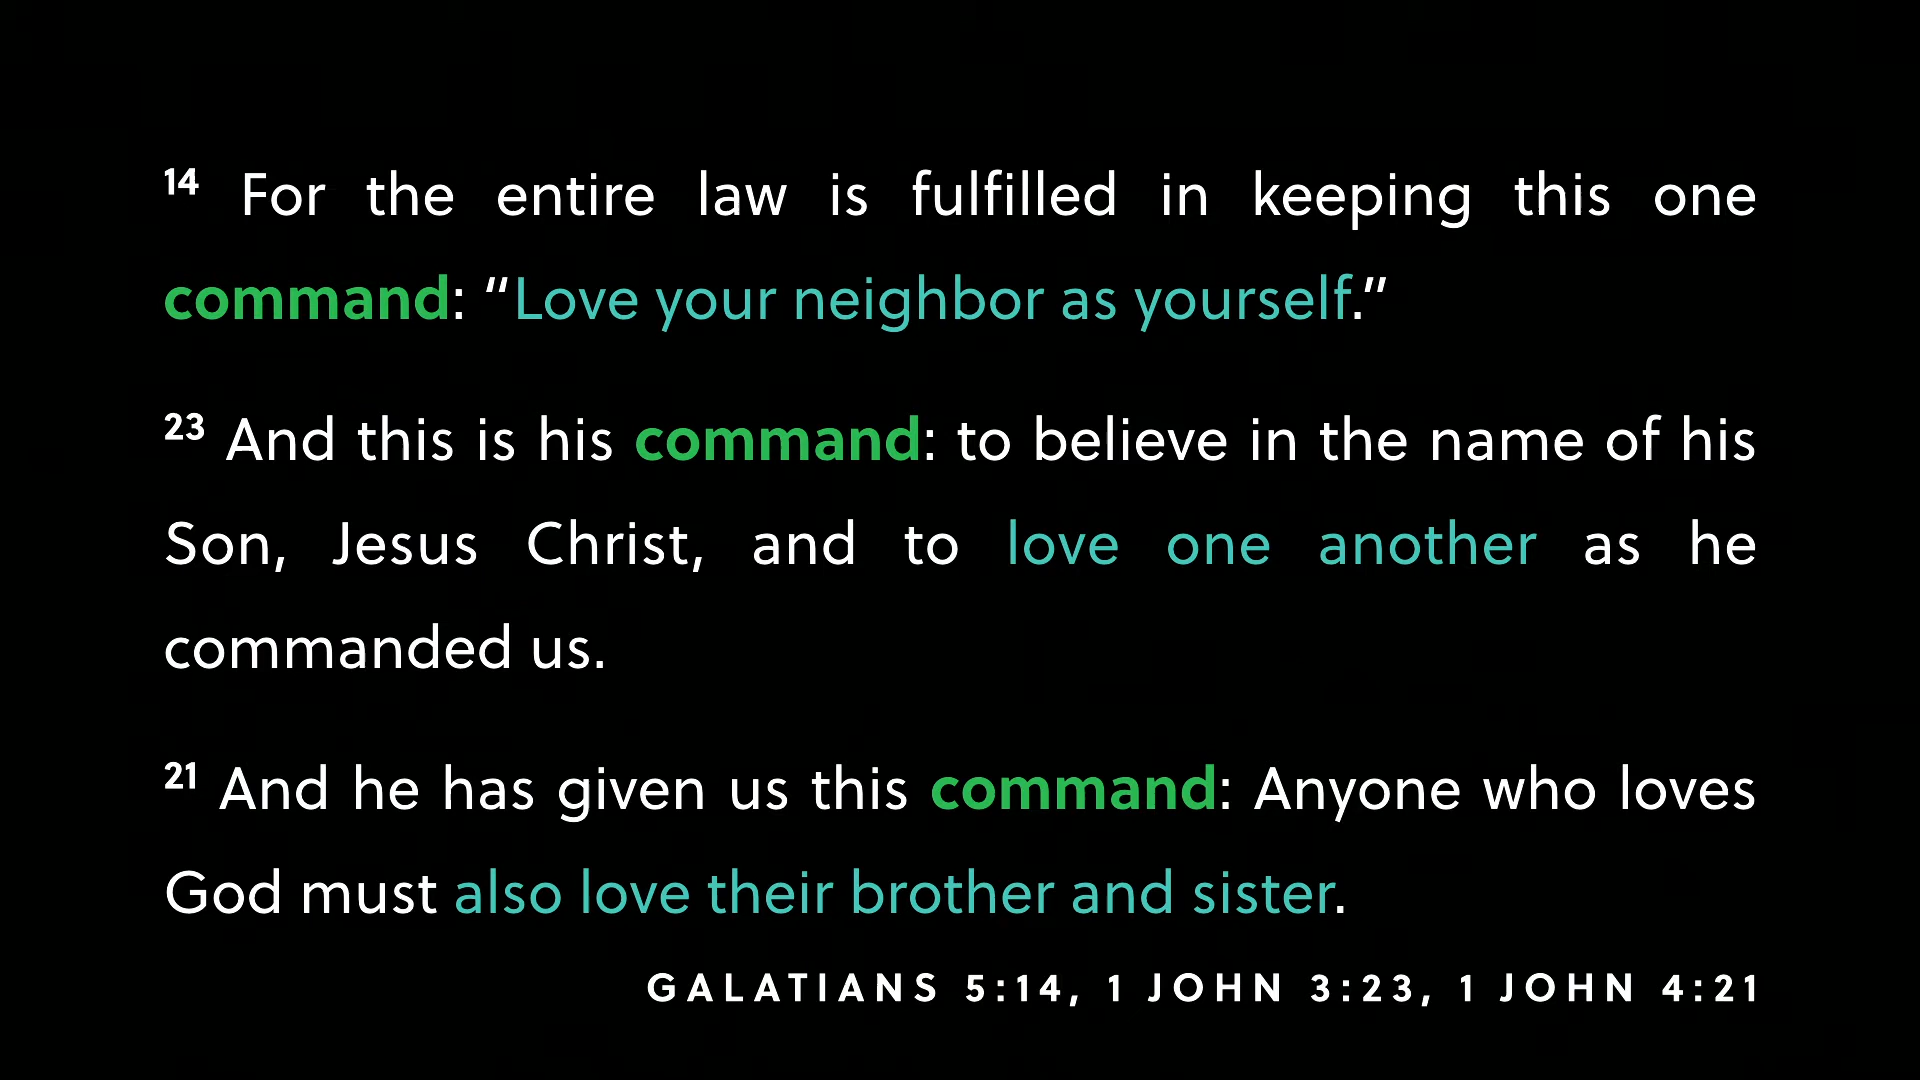 14 For the entire law is fulfilled in keeping this one
command: “Love your neighbor as yourself.”
23 And this is his command: to believe in the name of his
Son, Jesus Christ, and to love one another as he
commanded us.
21 And he has given us this command: Anyone who loves
God must also love their brother and sister.
GALATIANS 5:14, 1 JOHN 3:23, 1 JOHN 4:21